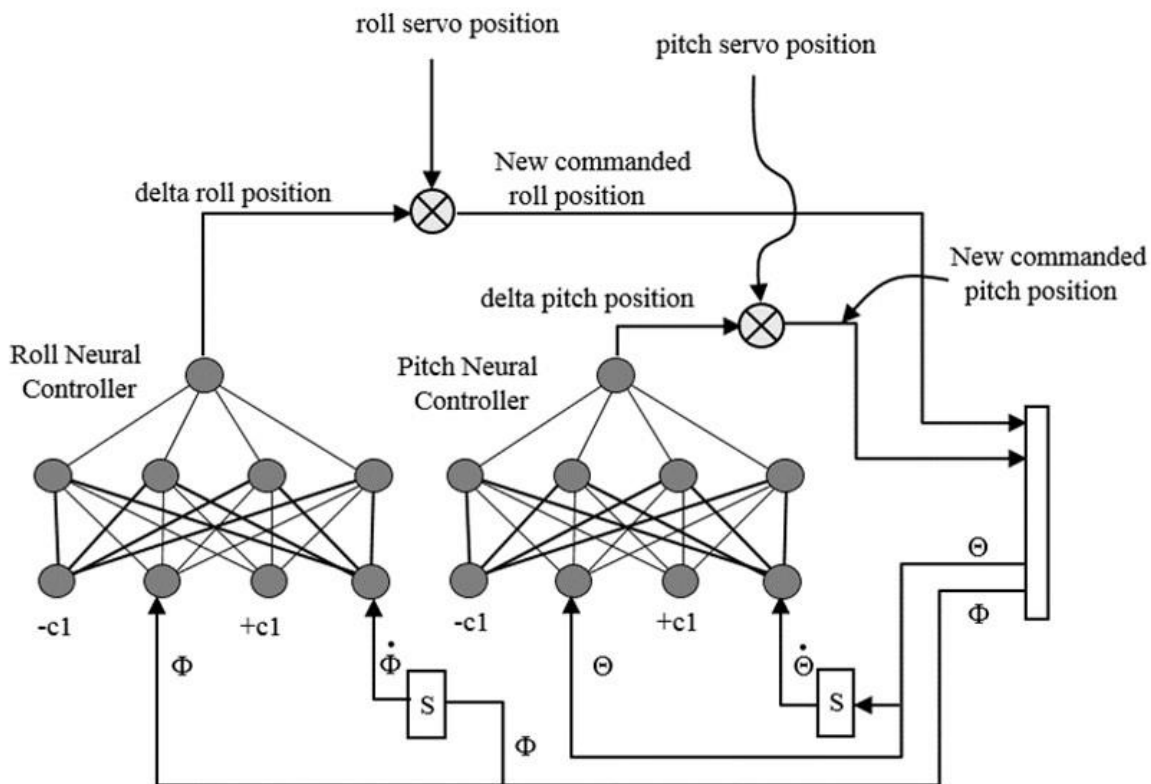 roll servo position
pitch servo position
New commanded
roll position
delta roll position
New commanded
pitch position
delta pitch position
Roll Neural
Controller
Pitch Neural
Controller
Θ
Φ
-c1
+c1
-c1
+c1
Φ
Φ̇
Θ
Θ̇
S
S
Φ